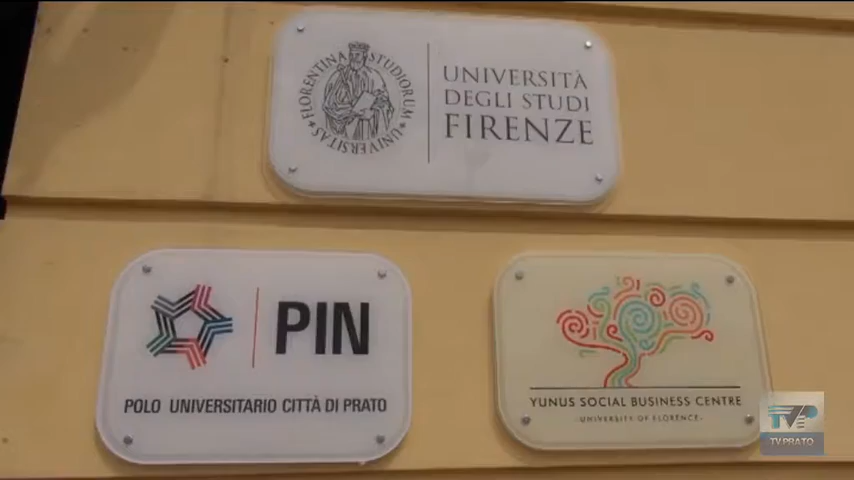 FLORENTINA STUDIORUM UNIVERSITAS
UNIVERSITÀ
DEGLI STUDI
FIRENZE
PIN
POLO UNIVERSITARIO CITTÀ DI PRATO
YUNUS SOCIAL BUSINESS CENTRE
-UNIVERSITY OF FLORENCE-
TVP
TV PRATO